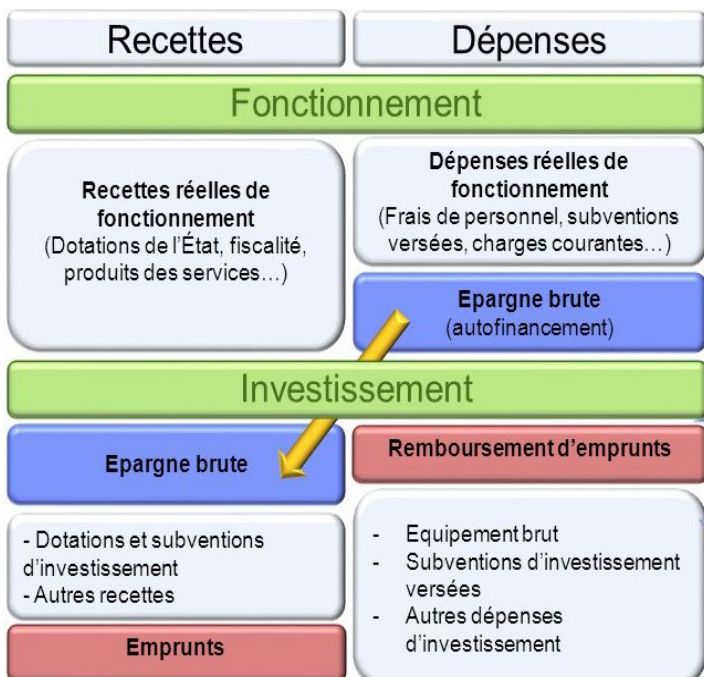 Recettes
Dépenses
Fonctionnement
Recettes réelles de
fonctionnement
(Dotations de l'État, fiscalité,
produits des services…)
Dépenses réelles de
fonctionnement
(Frais de personnel, subventions
versées, charges courantes…)
Epargne brute
(autofinancement)
Investissement
Epargne brute
- Dotations et subventions
d'investissement
- Autres recettes
Emprunts
Remboursement d'emprunts
- Equipement brut
- Subventions d'investissement
versées
- Autres dépenses
d'investissement